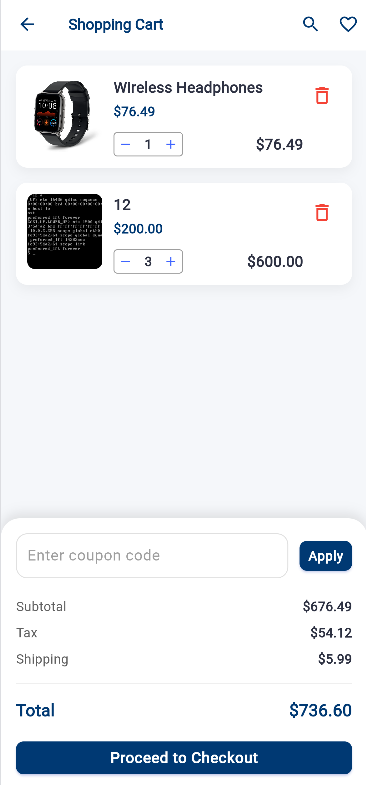 Shopping Cart
Wireless Headphones
$76.49
1
$76.49
12
$200.00
3
$600.00
Enter coupon code
Apply
Subtotal $676.49
Tax $54.12
Shipping $5.99
Total $736.60
Proceed to Checkout